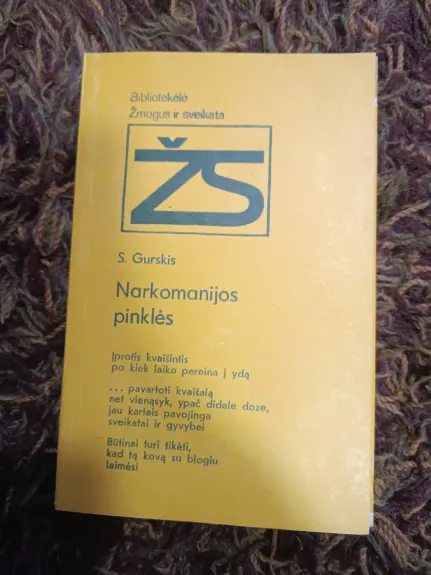 Bibliotekėlė
Žmogus ir sveikata
ŽS
S. Gurskis
Narkomanijos
pinklės
Įprotis kvaišintis
po kiek laiko pereina į ydą
... pavartoti kvaišalą
net vienąsyk, ypač didele doze,
jau kartais pavojinga
sveikatai ir gyvybei
Būtinai turi tikėti,
kad tą kovą su blogiu
laimėsi